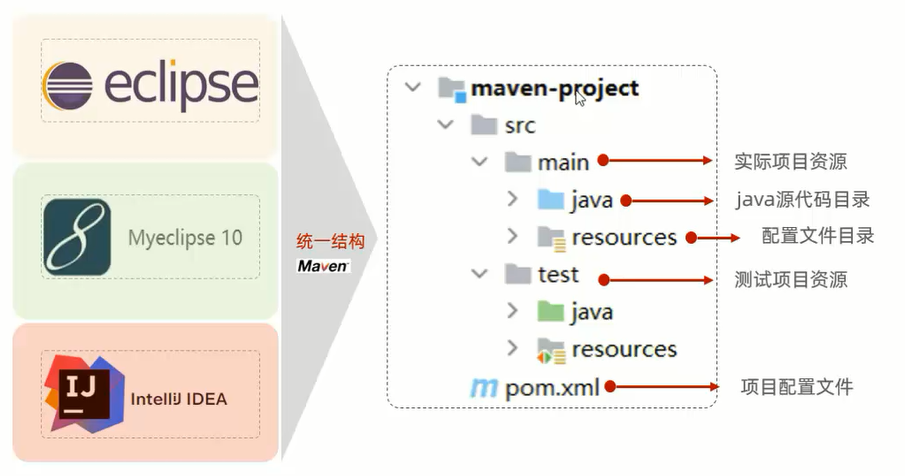 eclipse
Myeclipse 10
IntelliJ IDEA
统一结构
Maven
maven-project
src
main
实际项目资源
java
java源代码目录
resources
配置文件目录
test
测试项目资源
java
resources
pom.xml
项目配置文件